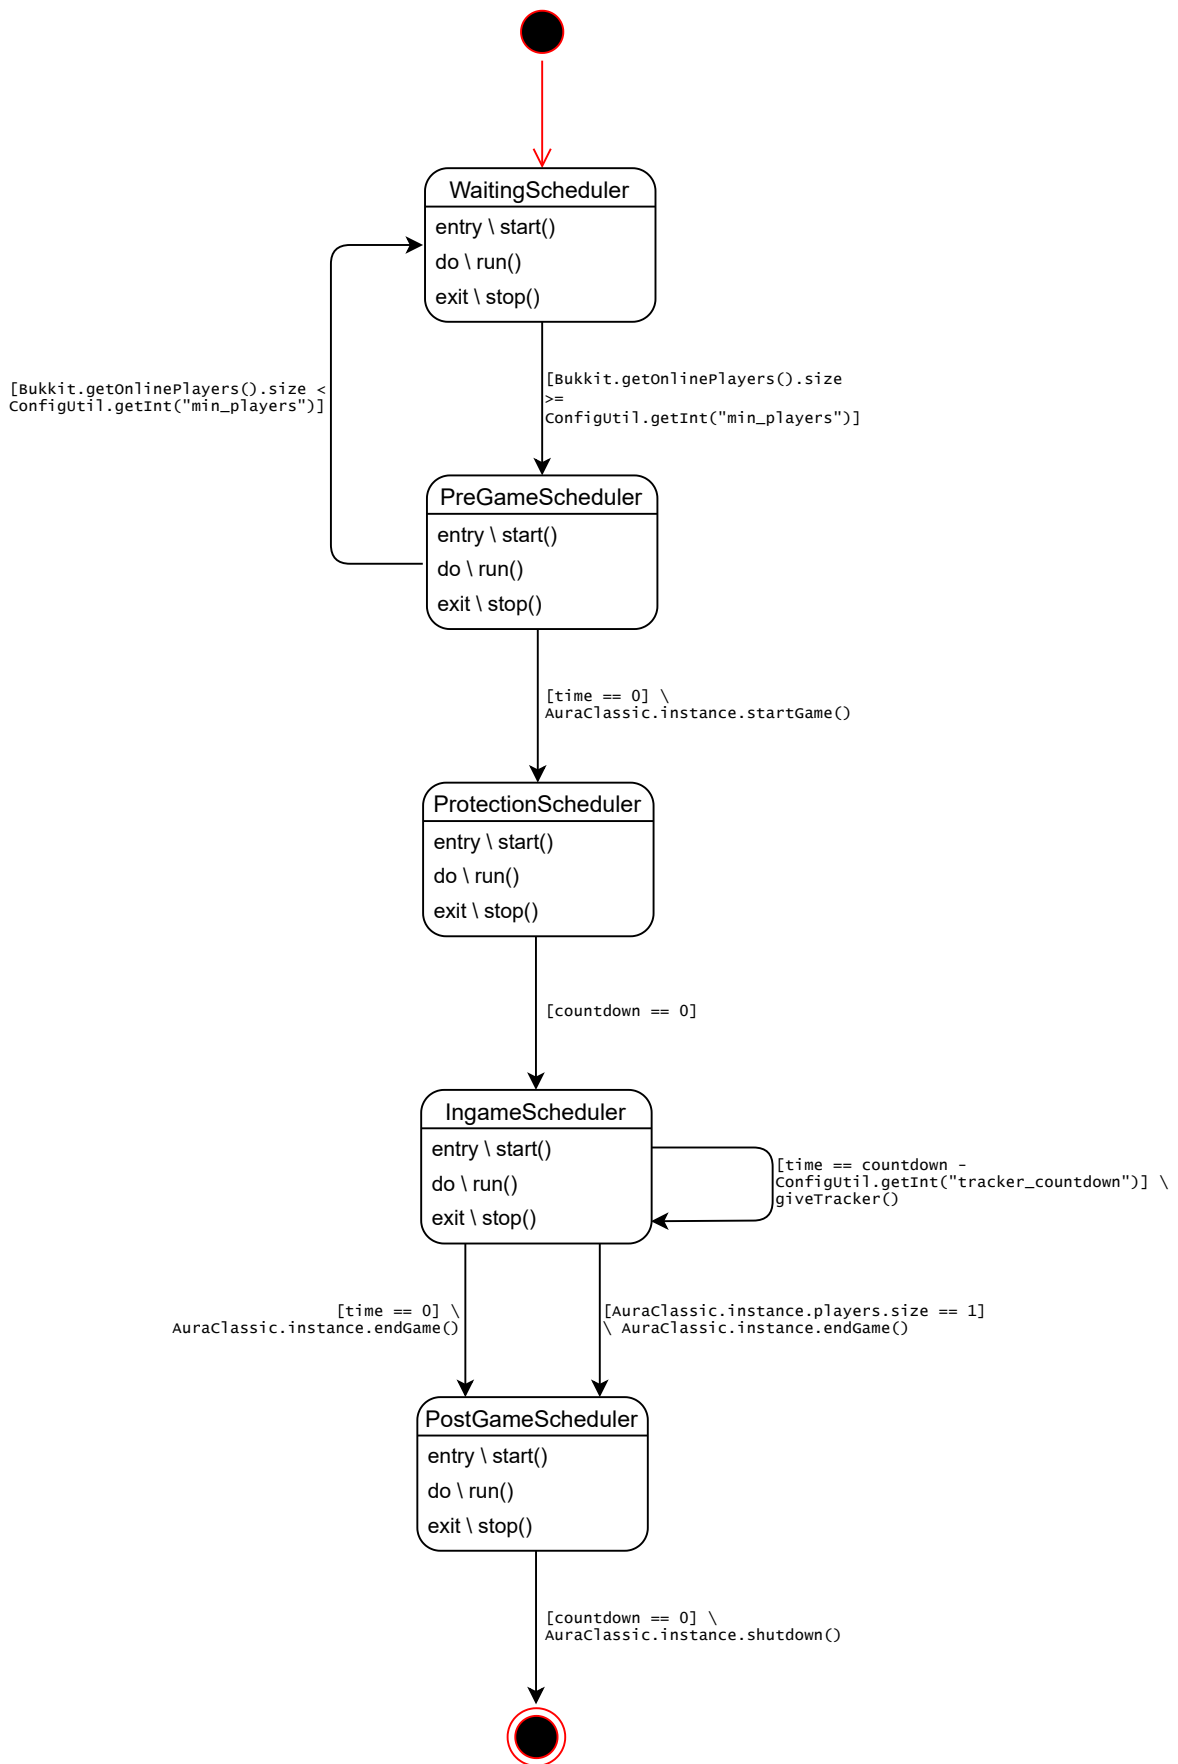 WaitingScheduler
entry \ start()
do \ run()
exit \ stop()
[Bukkit.getOnlinePlayers().size <
ConfigUtil.getInt("min_players")]
[Bukkit.getOnlinePlayers().size
>=
ConfigUtil.getInt("min_players")]
PreGameScheduler
entry \ start()
do \ run()
exit \ stop()
[time == 0] \
AuraClassic.instance.startGame()
ProtectionScheduler
entry \ start()
do \ run()
exit \ stop()
[countdown == 0]
IngameScheduler
entry \ start()
do \ run()
exit \ stop()
[time == countdown -
ConfigUtil.getInt("tracker_countdown")] \
giveTracker()
[time == 0] \
AuraClassic.instance.endGame()
[AuraClassic.instance.players.size == 1]
\ AuraClassic.instance.endGame()
PostGameScheduler
entry \ start()
do \ run()
exit \ stop()
[countdown == 0] \
AuraClassic.instance.shutdown()